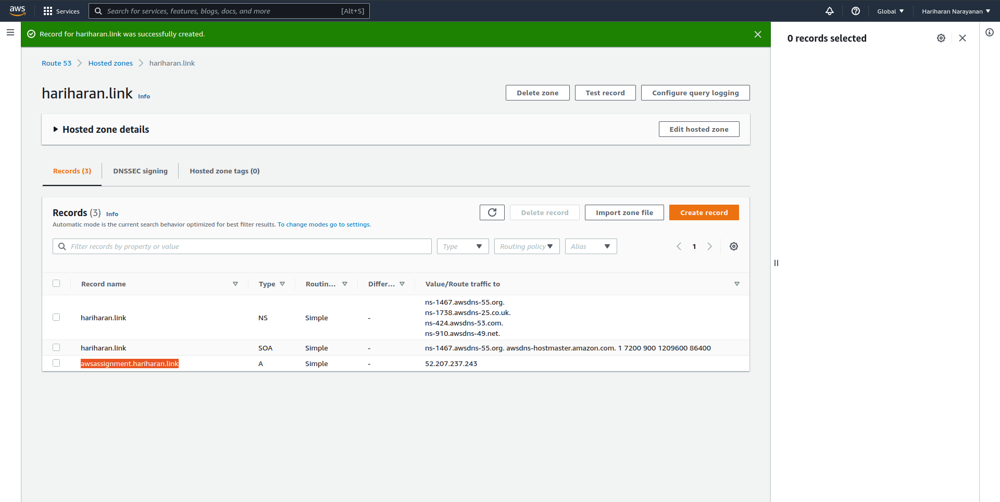 aws
Services
Search for services, features, blogs, docs, and more
[Alt+S]
Global
Hariharan Narayanan
Record for hariharan.link was successfully created.
0 records selected
Route 53
Hosted zones
hariharan.link
hariharan.link Info
Delete zone
Test record
Configure query logging
Hosted zone details
Edit hosted zone
Records (3)
DNSSEC signing
Hosted zone tags (0)
Records (3) Info
Automatic mode is the current search behavior optimized for best filter results. To change modes go to settings.
Delete record
Import zone file
Create record
Filter records by property or value
Type
Routing policy
Alias
1
Record name
Type
Routin...
Differ...
Value/Route traffic to
hariharan.link
NS
Simple
-
ns-1467.awsdns-55.org.
ns-1738.awsdns-25.co.uk.
ns-424.awsdns-53.com.
ns-910.awsdns-49.net.
hariharan.link
SOA
Simple
-
ns-1467.awsdns-55.org. awsdns-hostmaster.amazon.com. 1 7200 900 1209600 86400
awsassignment.hariharan.link
A
Simple
-
52.207.237.243